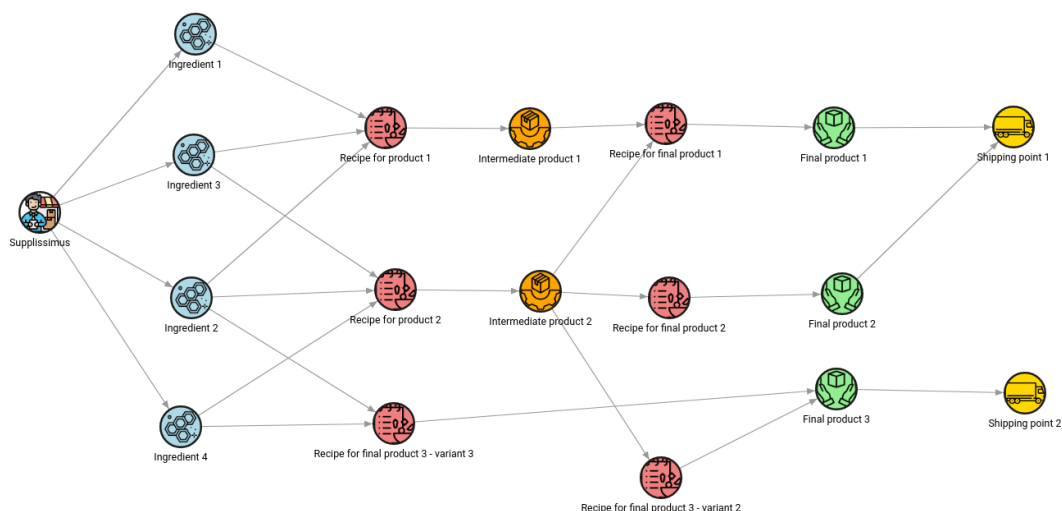 Ingredient 1
Recipe for product 1
Intermediate product 1
Recipe for final product 1
Final product 1
Shipping point 1
Ingredient 3
Supplissimus
Ingredient 2
Recipe for product 2
Intermediate product 2
Recipe for final product 2
Final product 2
Final product 3
Shipping point 2
Ingredient 4
Recipe for final product 3 - variant 3
Recipe for final product 3 - variant 2